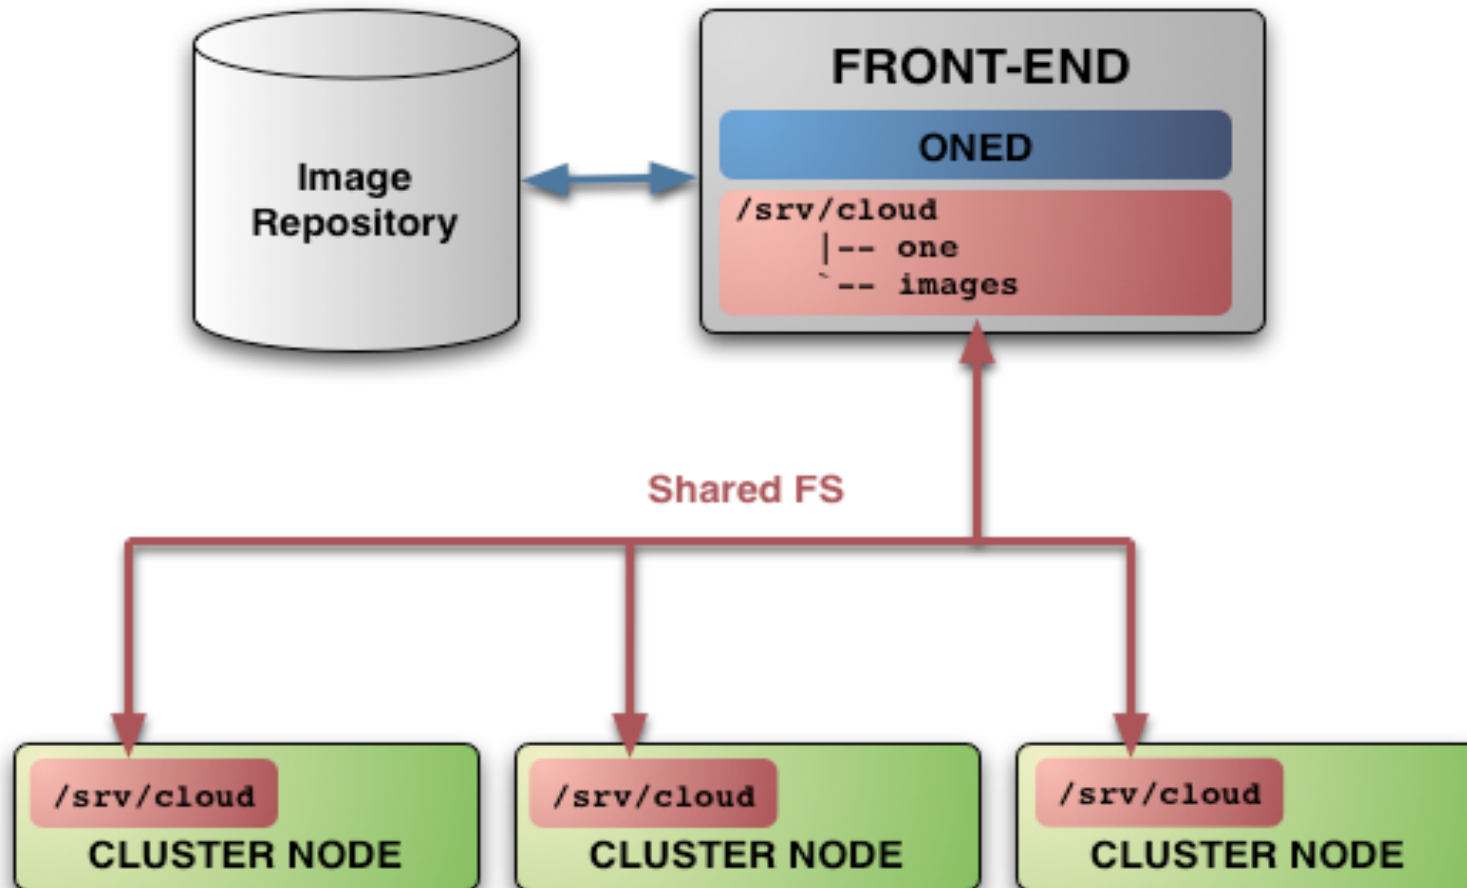 Image
Repository
FRONT-END
ONED
/srv/cloud
|-- one
`-- images
Shared FS
/srv/cloud
CLUSTER NODE
/srv/cloud
CLUSTER NODE
/srv/cloud
CLUSTER NODE